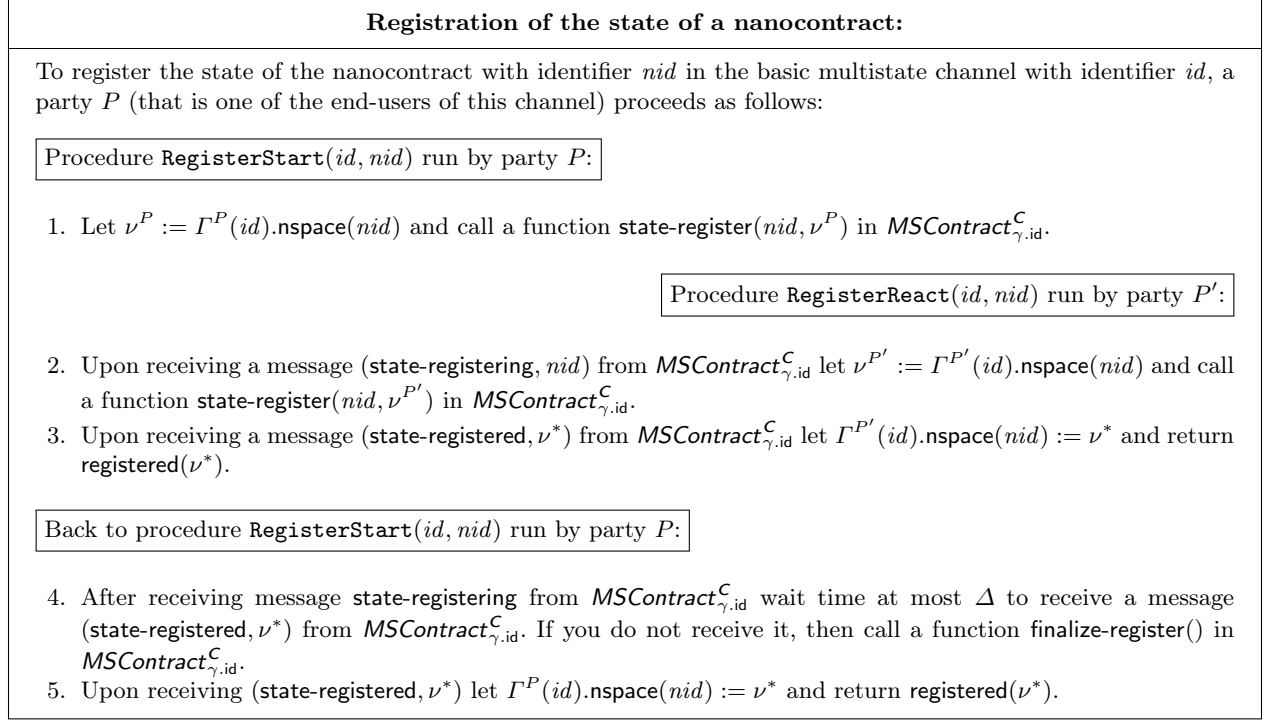 Registration of the state of a nanocontract:
To register the state of the nanocontract with identifier nid in the basic multistate channel with identifier id, a
party P (that is one of the end-users of this channel) proceeds as follows:
Procedure RegisterStart(id, nid) run by party P:
1. Let ν^P := Γ^P(id).nspace(nid) and call a function state-register(nid, ν^P) in MSContract^C_γ.id.
Procedure RegisterReact(id, nid) run by party P′:
2. Upon receiving a message (state-registering, nid) from MSContract^C_γ.id let ν^P′ := Γ^P′(id).nspace(nid) and call
a function state-register(nid, ν^P′) in MSContract^C_γ.id.
3. Upon receiving a message (state-registered, ν*) from MSContract^C_γ.id let Γ^P′(id).nspace(nid) := ν* and return
registered(ν*).
Back to procedure RegisterStart(id, nid) run by party P:
4. After receiving message state-registering from MSContract^C_γ.id wait time at most Δ to receive a message
(state-registered, ν*) from MSContract^C_γ.id. If you do not receive it, then call a function finalize-register() in
MSContract^C_γ.id.
5. Upon receiving (state-registered, ν*) let Γ^P(id).nspace(nid) := ν* and return registered(ν*).